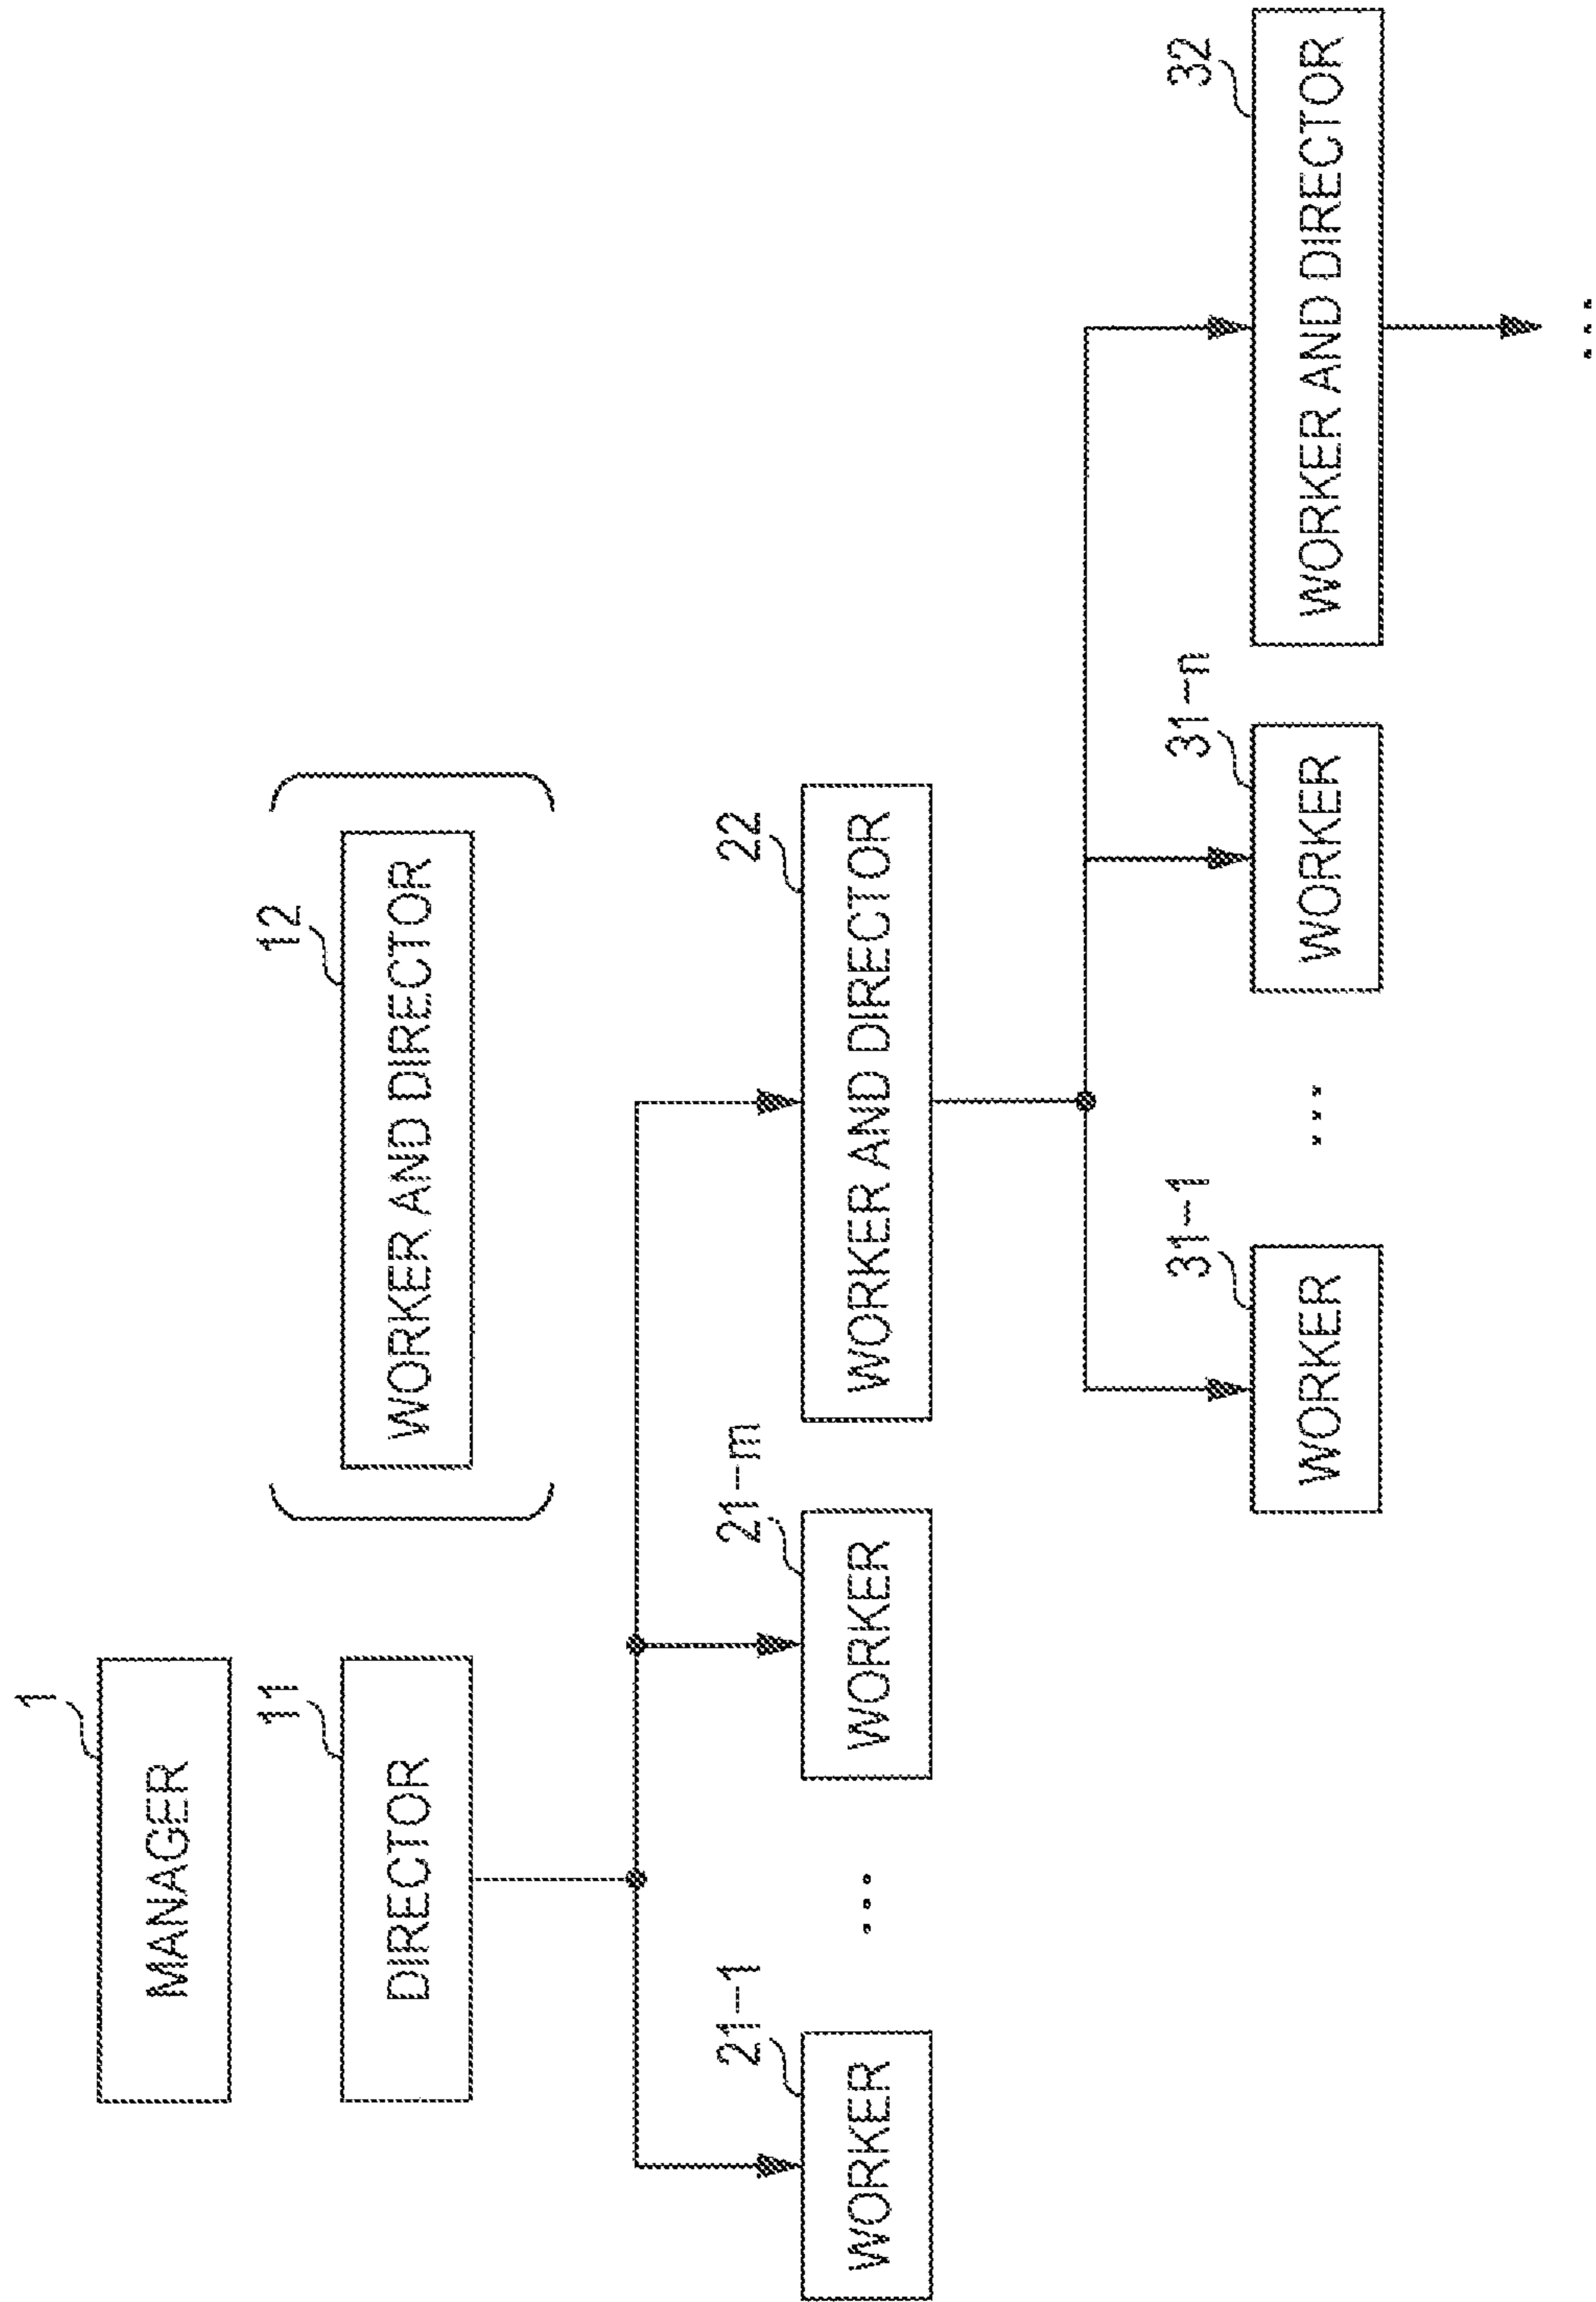 1
MANAGER
11
DIRECTOR
12
WORKER AND DIRECTOR
21-1
WORKER
...
21-m
WORKER
22
WORKER AND DIRECTOR
31-1
WORKER
...
31-n
WORKER
32
WORKER AND DIRECTOR
...